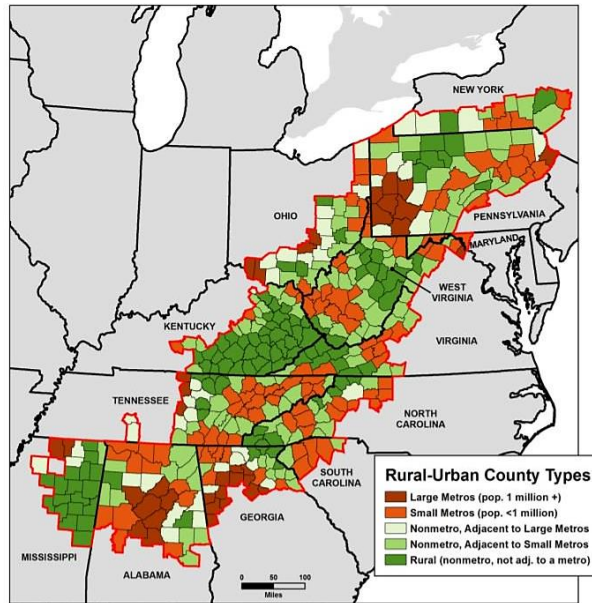 NEW YORK
PENNSYLVANIA
OHIO
MARYLAND
WEST
VIRGINIA
KENTUCKY
VIRGINIA
TENNESSEE
NORTH
CAROLINA
SOUTH
CAROLINA
GEORGIA
MISSISSIPPI
ALABAMA
Rural-Urban County Types
Large Metros (pop. 1 million +)
Small Metros (pop. <1 million)
Nonmetro, Adjacent to Large Metros
Nonmetro, Adjacent to Small Metros
Rural (nonmetro, not adj. to a metro)
0 50 100
Miles